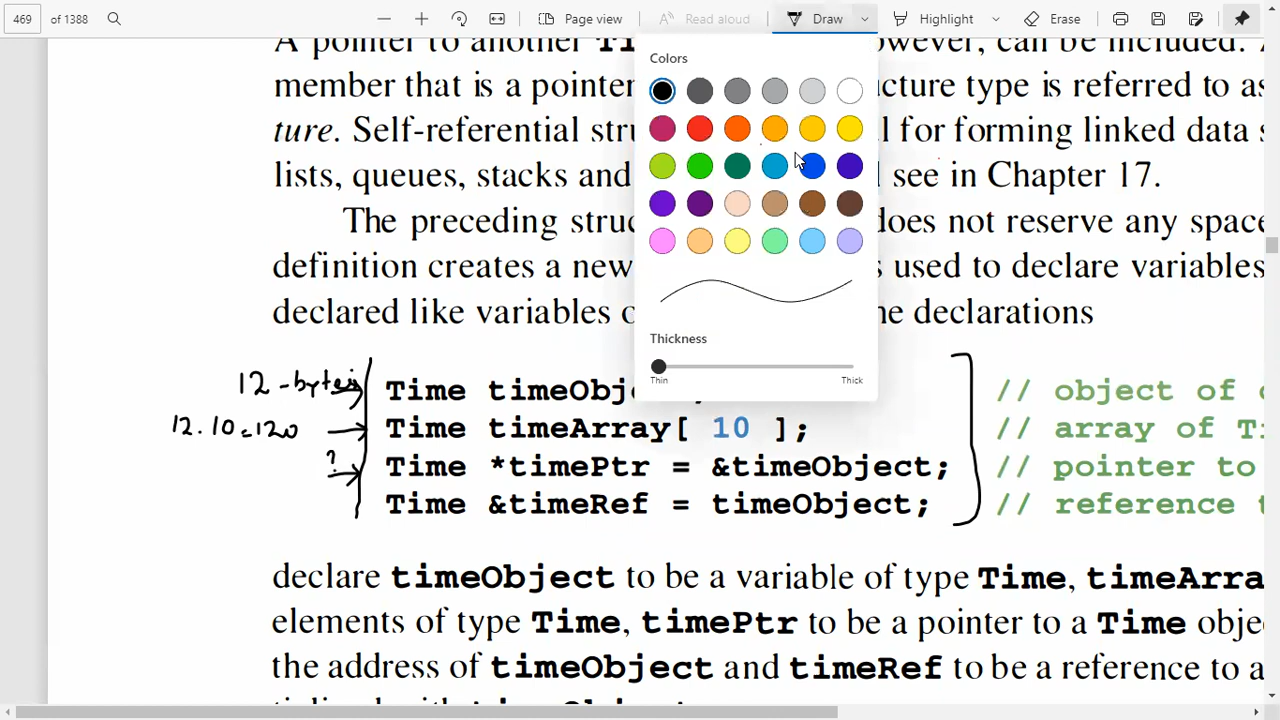 469 of 1388 Page view Read aloud Draw Highlight Erase
A pointer to another owever, can be included.
member that is a pointer cture type is referred to as
ture. Self-referential stru l for forming linked data s
lists, queues, stacks and see in Chapter 17.
The preceding struc does not reserve any space
definition creates a new s used to declare variables
declared like variables o ne declarations
Colors
Thickness
Thin Thick
12-bytes Time timeObje ; // object of
12.10=120 Time timeArray[ 10 ]; // array of Ti
? Time *timePtr = &timeObject; // pointer to
Time &timeRef = timeObject; // reference t
declare timeObject to be a variable of type Time, timeArra
elements of type Time, timePtr to be a pointer to a Time obje
the address of timeObject and timeRef to be a reference to a